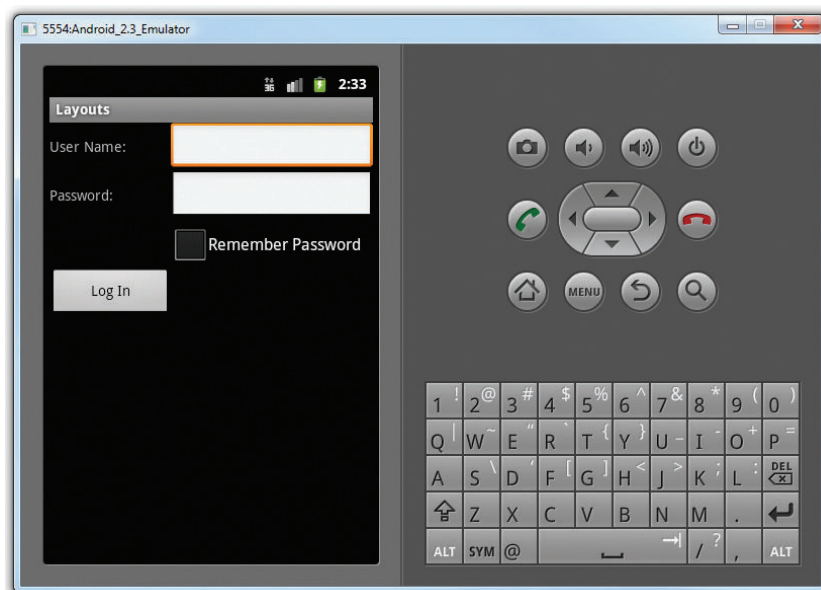 5554:Android_2.3_Emulator
3G 2:33
Layouts
User Name:
Password:
Remember Password
Log In
MENU
1 ! 2 @ 3 # 4 $ 5 % 6 ^ 7 & 8 * 9 ( 0 )
Q | W ~ E " R ` T { Y } U _ I - O + P =
A S \ D ' F [ G ] H < J > K ; L : DEL
Z X C V B N M .
ALT SYM @ / ? , ALT